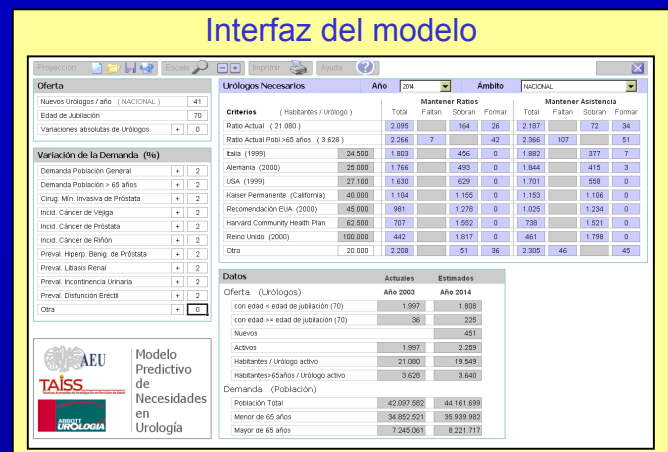 Interfaz del modelo
Proyección Escala Imprimir Ayuda
Oferta
Nuevos Urólogos / año ( NACIONAL ) 41
Edad de Jubilación 70
Variaciones absolutas de Urólogos + 0
Variación de la Demanda (%)
Demanda Población General + 2
Demanda Población > 65 años + 2
Cirug. Mín. Invasiva de Próstata + 2
Incid. Cáncer de Vejiga + 2
Incid. Cáncer de Próstata + 2
Incid. Cáncer de Riñón + 2
Preval. Hiperp. Benig. de Próstata + 2
Preval. Litiasis Renal + 2
Preval. Incontinencia Urinaria + 2
Preval. Disfunción Eréctil + 2
Otra + 0
AEU
TAISS
ABBOTT
UROLOGIA
Modelo
Predictivo
de
Necesidades
en
Urología
Urólogos Necesarios Año 2014 Ámbito NACIONAL
Mantener Ratios Mantener Asistencia
Criterios ( Habitantes / Urólogo ) Total Faltan Sobran Formar Total Faltan Sobran Formar
Ratio Actual ( 21.080 ) 2.095 164 26 2.187 72 34
Ratio Actual Pobl.>65 años ( 3.628 ) 2.266 7 42 2.366 107 51
Italia (1999) 24.500 1.803 456 0 1.882 377 7
Alemania (2000) 25.000 1.766 493 0 1.844 415 3
USA (1999) 27.100 1.630 629 0 1.701 558 0
Kaiser Permanente (California) 40.000 1.104 1.155 0 1.153 1.106 0
Recomendación EUA (2000) 45.000 981 1.278 0 1.025 1.234 0
Harvard Community Health Plan 62.500 707 1.552 0 738 1.521 0
Reino Unido (2000) 100.000 442 1.817 0 461 1.798 0
Otro 20.000 2.208 51 36 2.305 46 45
Datos Actuales Estimados
Oferta (Urólogos) Año 2003 Año 2014
con edad < edad de jubilación (70) 1.997 1.808
con edad >= edad de jubilación (70) 36 225
Nuevos 451
Activos 1.997 2.259
Habitantes / Urólogo activo 21.080 19.549
Habitantes>65años / Urólogo activo 3.628 3.640
Demanda (Población)
Población Total 42.097.582 44.161.699
Menor de 65 años 34.852.521 35.939.982
Mayor de 65 años 7.245.061 8.221.717